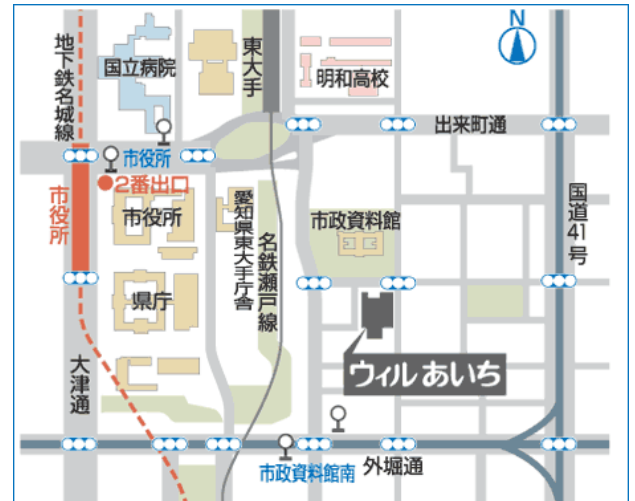 N
地下鉄名城線
国立病院
東大手
明和高校
出来町通
市役所
2番出口
市役所
市役所
愛知県東大手庁舎
名鉄瀬戸線
市政資料館
国道41号
県庁
ウィルあいち
大津通
市政資料館南
外堀通